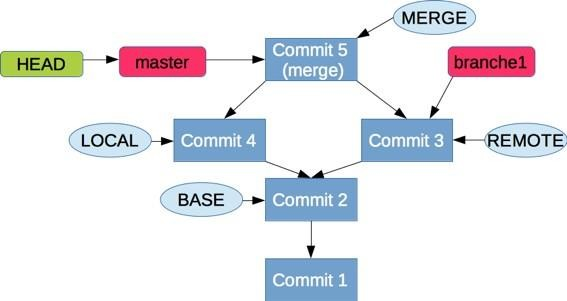 MERGE
Commit 5
(merge)
HEAD
master
branche1
LOCAL
Commit 4
Commit 3
REMOTE
BASE
Commit 2
Commit 1